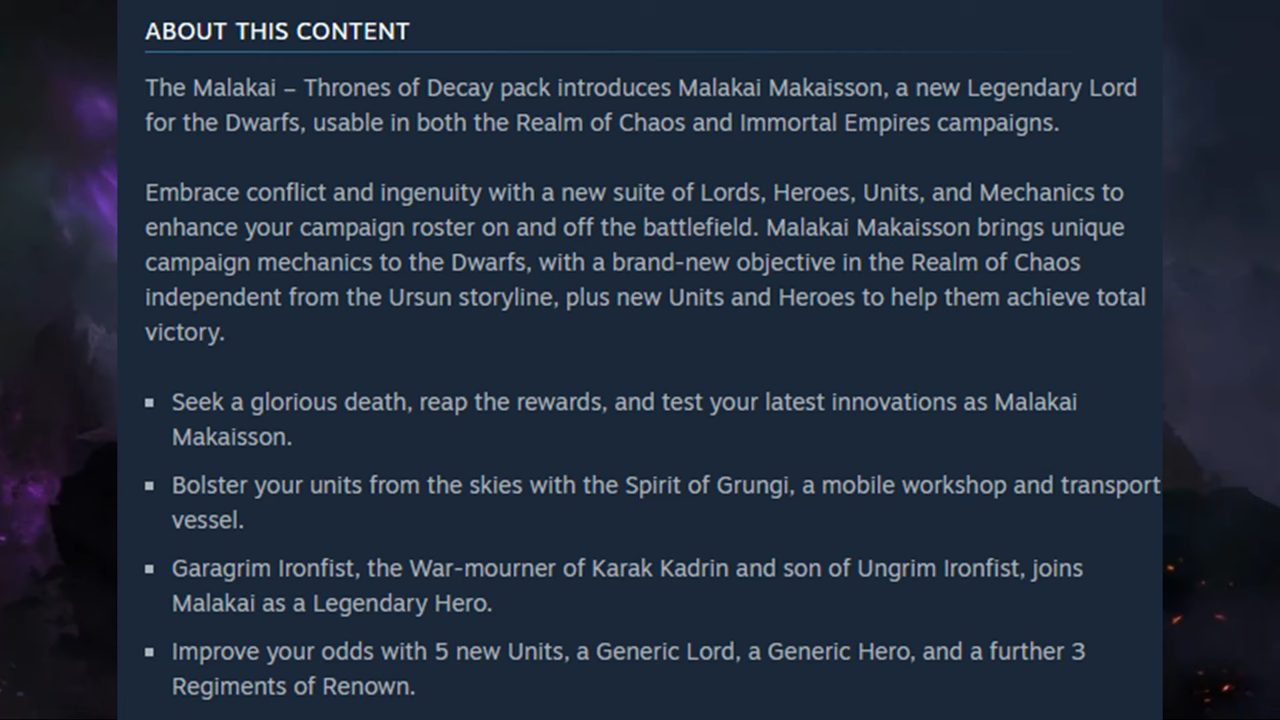 ABOUT THIS CONTENT
The Malakai – Thrones of Decay pack introduces Malakai Makaisson, a new Legendary Lord
for the Dwarfs, usable in both the Realm of Chaos and Immortal Empires campaigns.
Embrace conflict and ingenuity with a new suite of Lords, Heroes, Units, and Mechanics to
enhance your campaign roster on and off the battlefield. Malakai Makaisson brings unique
campaign mechanics to the Dwarfs, with a brand-new objective in the Realm of Chaos
independent from the Ursun storyline, plus new Units and Heroes to help them achieve total
victory.
▪ Seek a glorious death, reap the rewards, and test your latest innovations as Malakai
Makaisson.
▪ Bolster your units from the skies with the Spirit of Grungi, a mobile workshop and transport
vessel.
▪ Garagrim Ironfist, the War-mourner of Karak Kadrin and son of Ungrim Ironfist, joins
Malakai as a Legendary Hero.
▪ Improve your odds with 5 new Units, a Generic Lord, a Generic Hero, and a further 3
Regiments of Renown.